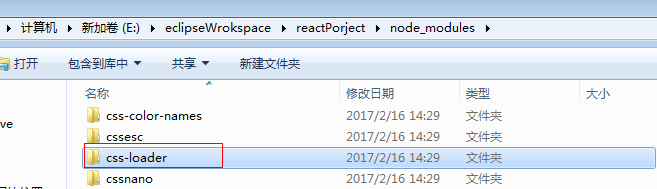 计算机 ▸ 新加卷 (E:) ▸ eclipseWrokspace ▸ reactPorject ▸ node_modules ▸
打开 包含到库中 共享 新建文件夹
名称 修改日期 类型 大小
css-color-names 2017/2/16 14:29 文件夹
cssesc 2017/2/16 14:29 文件夹
css-loader 2017/2/16 14:29 文件夹
cssnano 2017/2/16 14:29 文件夹
ve